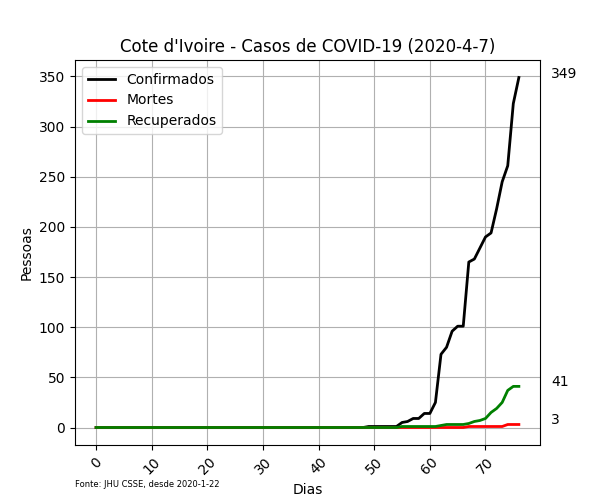 Cote d'Ivoire - Casos de COVID-19 (2020-4-7)
Confirmados
Mortes
Recuperados
Pessoas
350
300
250
200
150
100
50
0
349
41
3
0
10
20
30
40
50
60
70
Dias
Fonte: JHU CSSE, desde 2020-1-22